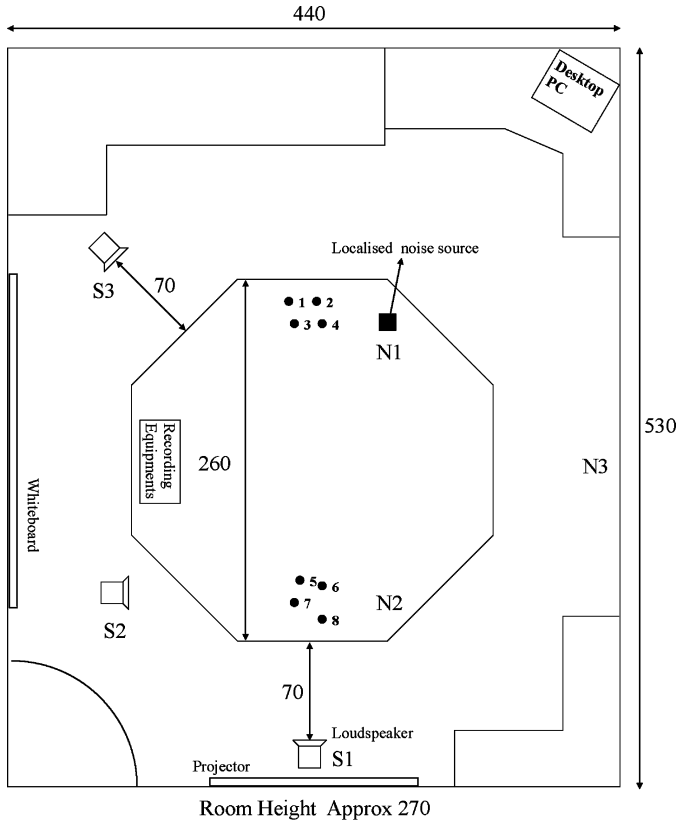 440
Desktop
PC
Localised noise source
S3
70
1
2
3
4
N1
Recording
Equipments
260
530
N3
Whiteboard
S2
5
6
7
8
N2
70
Loudspeaker
S1
Projector
Room Height Approx 270